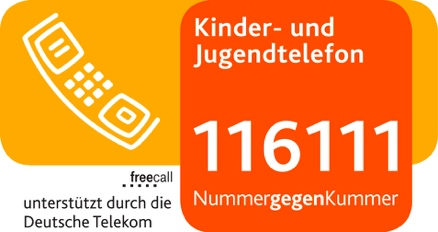 Kinder- und
Jugendtelefon
116111
NummergegenKummer
freecall
unterstützt durch die
Deutsche Telekom